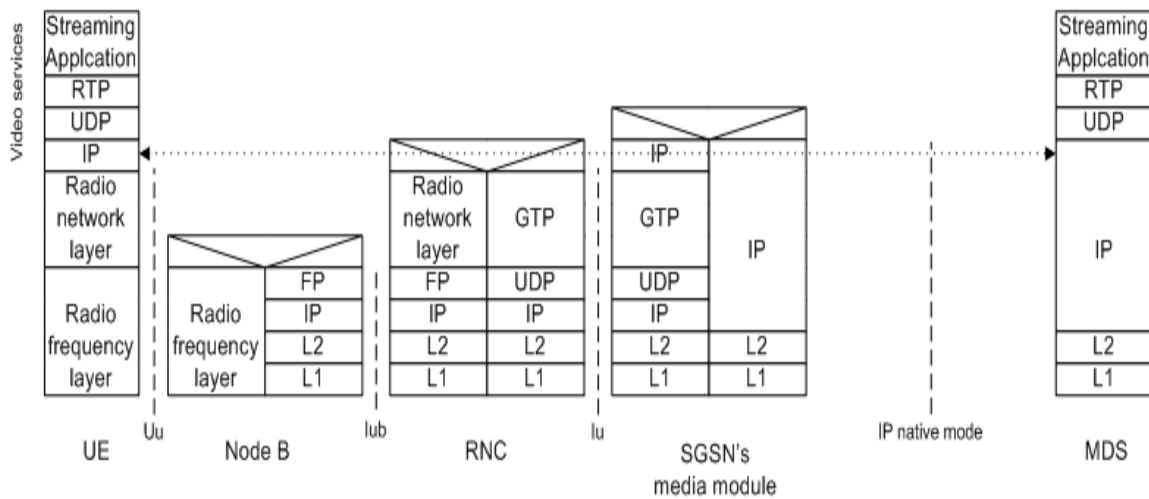 Video services
Streaming
Applcation
RTP
UDP
IP
Radio
network
layer
Radio
frequency
layer
UE
Uu
Radio
frequency
layer
FP
IP
L2
L1
Node B
Iub
Radio
network
layer
FP
IP
L2
L1
GTP
UDP
IP
L2
L1
RNC
Iu
IP
GTP
UDP
IP
L2
L1
IP
L2
L1
SGSN's
media module
IP native mode
Streaming
Applcation
RTP
UDP
IP
L2
L1
MDS